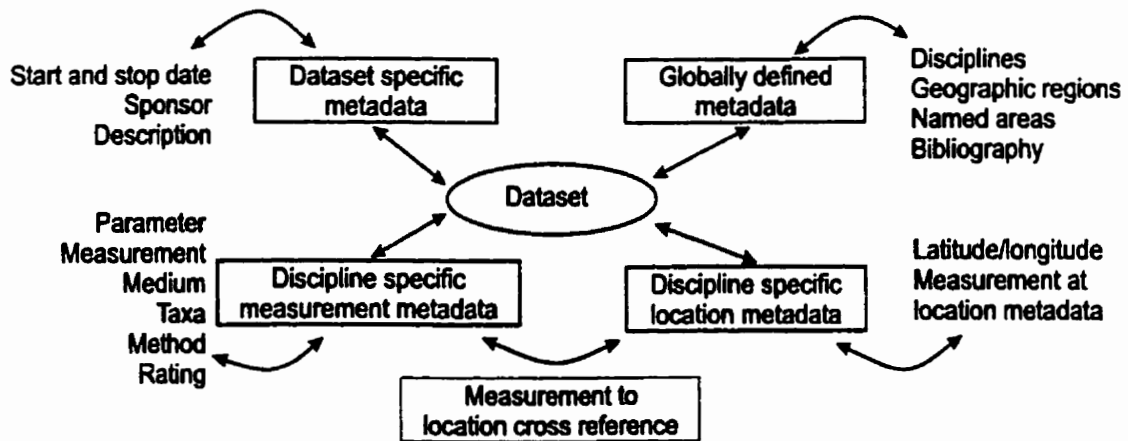 Start and stop date
Sponsor
Description
Dataset specific
metadata
Globally defined
metadata
Disciplines
Geographic regions
Named areas
Bibliography
Dataset
Parameter
Measurement
Medium
Taxa
Method
Rating
Discipline specific
measurement metadata
Discipline specific
location metadata
Latitude/longitude
Measurement at
location metadata
Measurement to
location cross reference